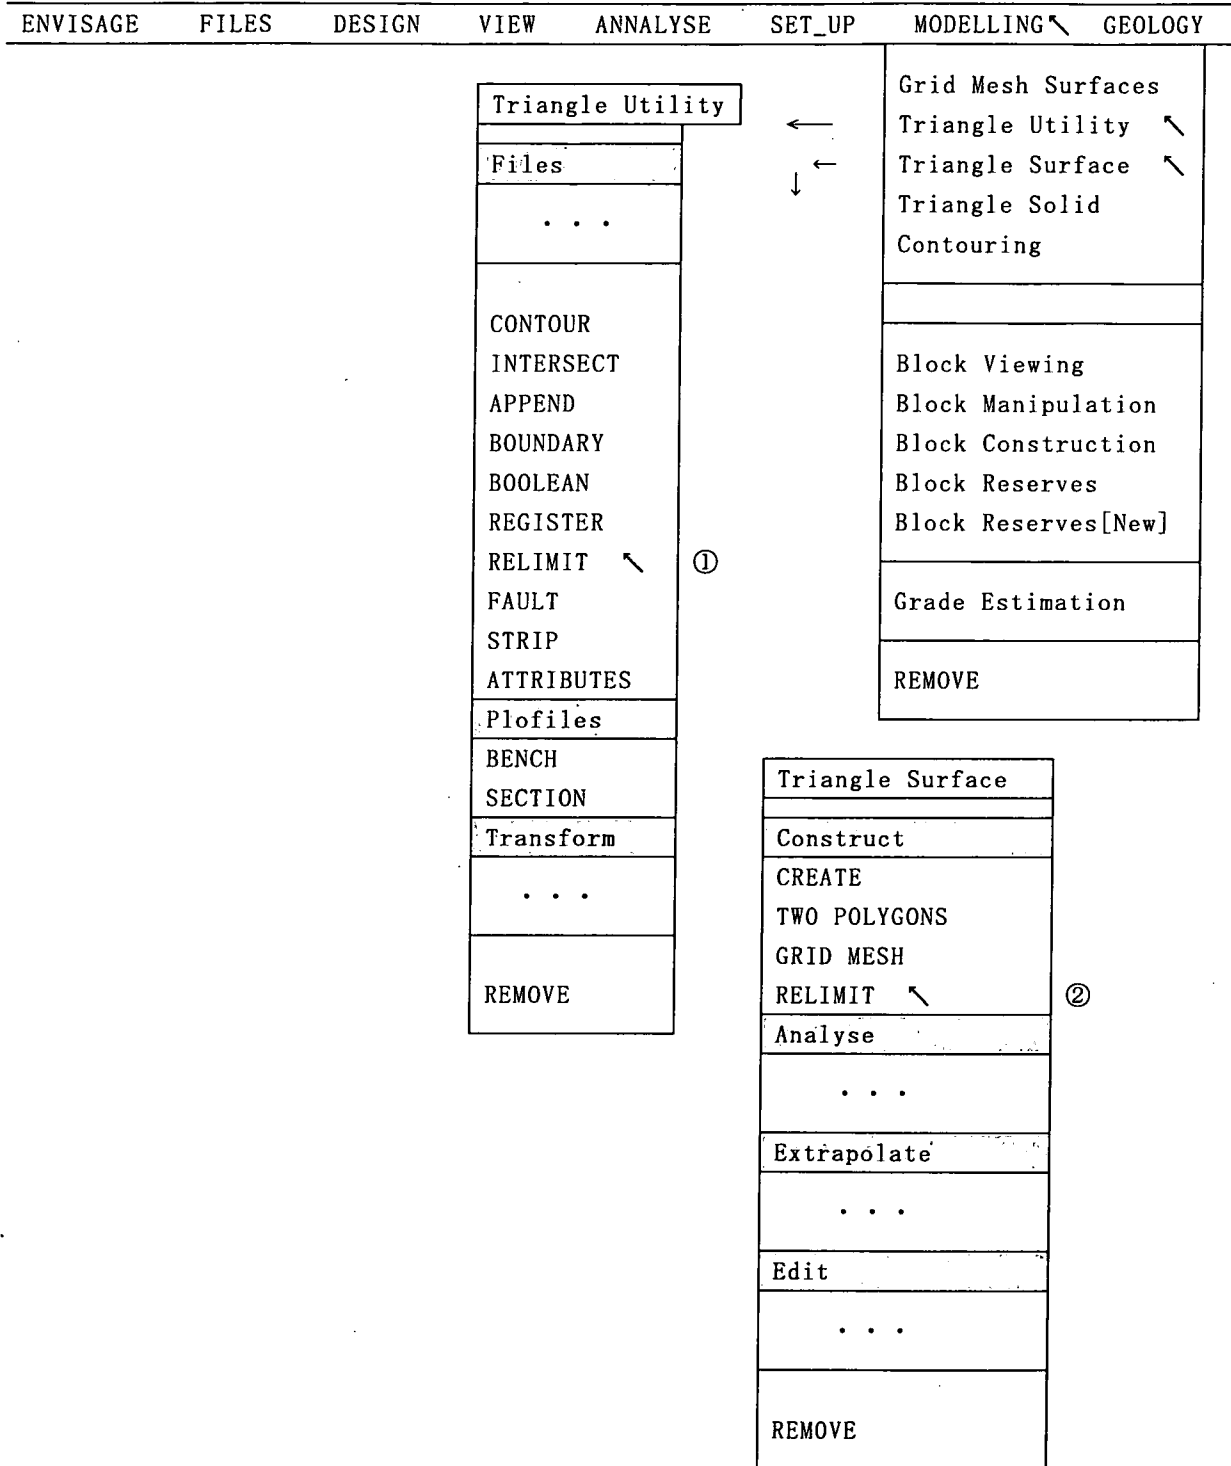 ENVISAGE FILES DESIGN VIEW ANNALYSE SET_UP MODELLING↖ GEOLOGY
Grid Mesh Surfaces
Triangle Utility ↖
Triangle Surface ↖
Triangle Solid
Contouring
Block Viewing
Block Manipulation
Block Construction
Block Reserves
Block Reserves[New]
Grade Estimation
REMOVE
← 
← ↓
Triangle Utility
Files
・・・
CONTOUR
INTERSECT
APPEND
BOUNDARY
BOOLEAN
REGISTER
RELIMIT ↖ ①
FAULT
STRIP
ATTRIBUTES
Plofiles
BENCH
SECTION
Transform
・・・
REMOVE
Triangle Surface
Construct
CREATE
TWO POLYGONS
GRID MESH
RELIMIT ↖ ②
Analyse
・・・
Extrapolate
・・・
Edit
・・・
REMOVE